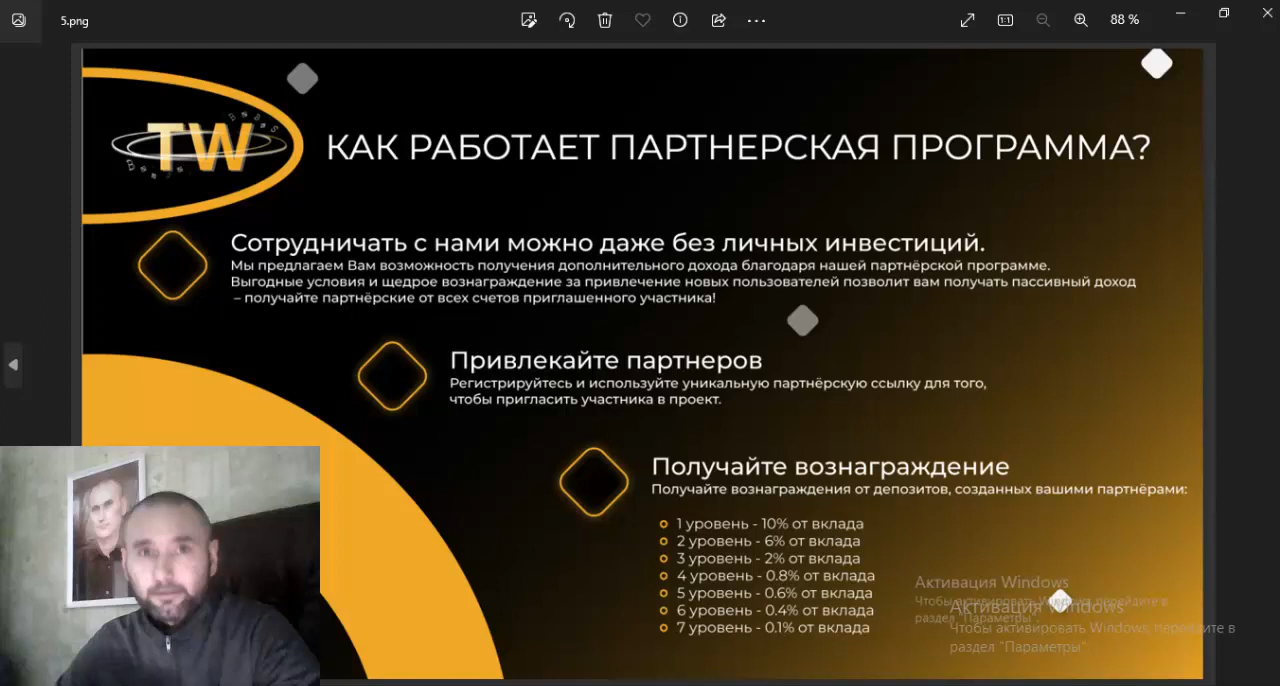 5.png
88 %
TW
КАК РАБОТАЕТ ПАРТНЕРСКАЯ ПРОГРАММА?
Сотрудничать с нами можно даже без личных инвестиций.
Мы предлагаем Вам возможность получения дополнительного дохода благодаря нашей партнёрской программе.
Выгодные условия и щедрое вознаграждение за привлечение новых пользователей позволит вам получать пассивный доход
– получайте партнёрские от всех счетов приглашенного участника!
Привлекайте партнеров
Регистрируйтесь и используйте уникальную партнёрскую ссылку для того,
чтобы пригласить участника в проект.
Получайте вознаграждение
Получайте вознаграждения от депозитов, созданных вашими партнёрами:
1 уровень - 10% от вклада
2 уровень - 6% от вклада
3 уровень - 2% от вклада
4 уровень - 0.8% от вклада
5 уровень - 0.6% от вклада
6 уровень - 0.4% от вклада
7 уровень - 0.1% от вклада
Активация Windows
Чтобы активировать Windows, перейдите в
раздел "Параметры".
Активация Windows
Чтобы активировать Windows, перейдите в
раздел "Параметры".